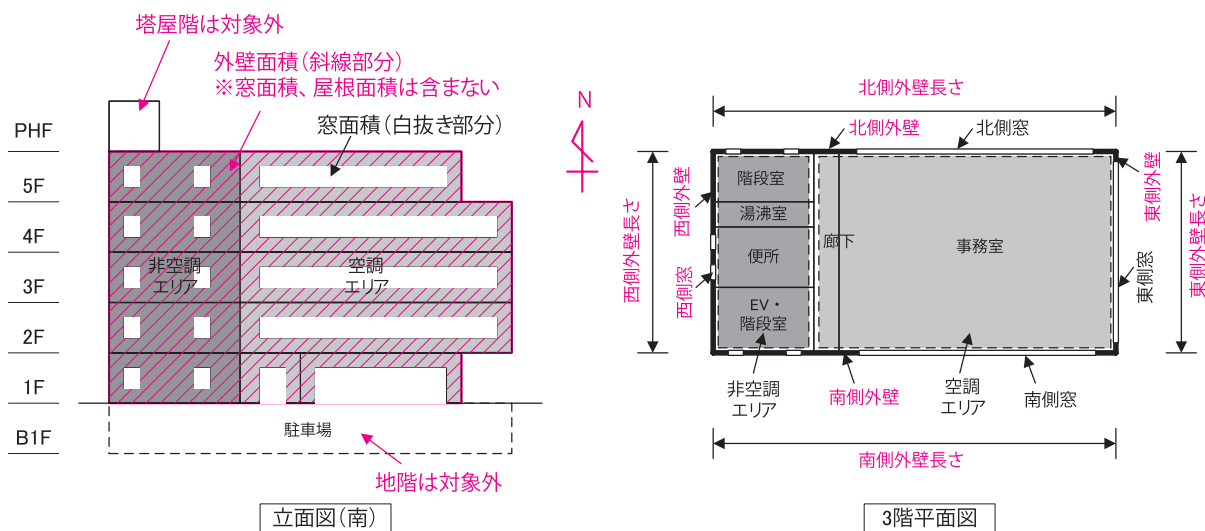 塔屋階は対象外
外壁面積（斜線部分）
※窓面積、屋根面積は含まない
窓面積（白抜き部分）
PHF
5F
4F
3F
2F
1F
B1F
非空調
エリア
空調
エリア
駐車場
地階は対象外
立面図（南）
N
北側外壁長さ
北側外壁
北側窓
西側外壁長さ
西側外壁
西側窓
階段室
湯沸室
便所
EV・
階段室
廊下
事務室
東側外壁
東側窓
東側外壁長さ
非空調
エリア
南側外壁
空調
エリア
南側窓
南側外壁長さ
3階平面図